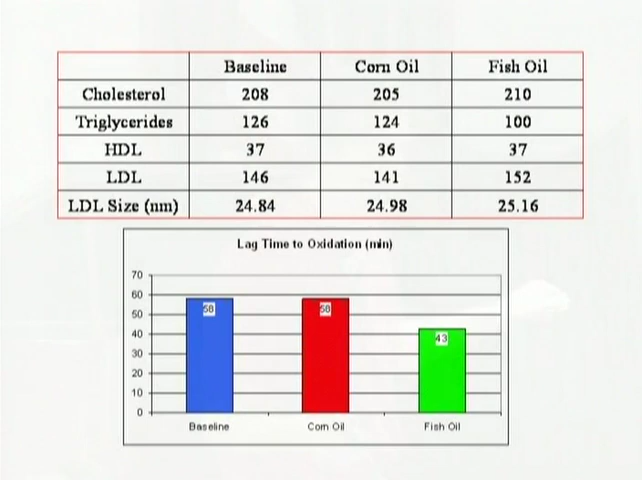 Baseline Corn Oil Fish Oil
Cholesterol 208 205 210
Triglycerides 126 124 100
HDL 37 36 37
LDL 146 141 152
LDL Size (nm) 24.84 24.98 25.16
Lag Time to Oxidation (min)
70
60
50
40
30
20
10
0
58 58 43
Baseline Corn Oil Fish Oil